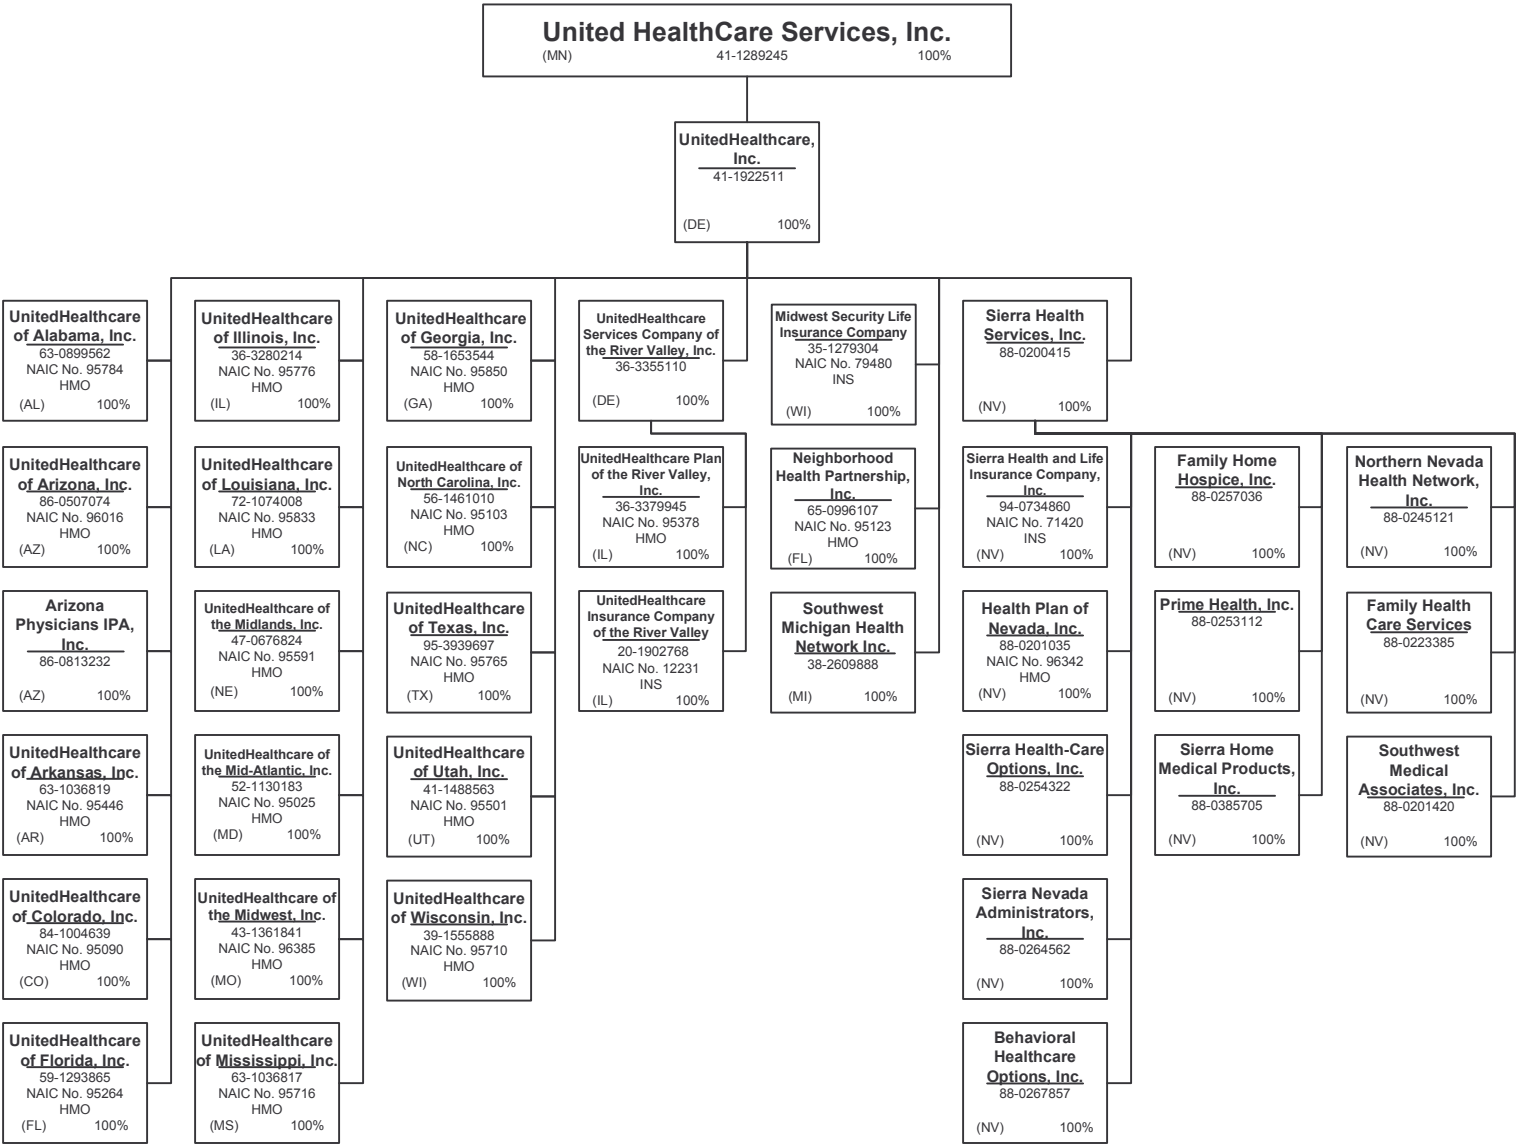 United HealthCare Services, Inc.
(MN) 41-1289245 100%
UnitedHealthcare,
Inc.
41-1922511
(DE) 100%
UnitedHealthcare
of Alabama, Inc.
63-0899562
NAIC No. 95784
HMO
(AL) 100%
UnitedHealthcare
of Illinois, Inc.
36-3280214
NAIC No. 95776
HMO
(IL) 100%
UnitedHealthcare
of Georgia, Inc.
58-1653544
NAIC No. 95850
HMO
(GA) 100%
UnitedHealthcare
Services Company of
the River Valley, Inc.
36-3355110
(DE) 100%
Midwest Security Life
Insurance Company
35-1279304
NAIC No. 79480
INS
(WI) 100%
Sierra Health
Services, Inc.
88-0200415
(NV) 100%
UnitedHealthcare
of Arizona, Inc.
86-0507074
NAIC No. 96016
HMO
(AZ) 100%
UnitedHealthcare
of Louisiana, Inc.
72-1074008
NAIC No. 95833
HMO
(LA) 100%
UnitedHealthcare of
North Carolina, Inc.
56-1461010
NAIC No. 95103
HMO
(NC) 100%
UnitedHealthcare Plan
of the River Valley,
Inc.
36-3379945
NAIC No. 95378
HMO
(IL) 100%
Neighborhood
Health Partnership,
Inc.
65-0996107
NAIC No. 95123
HMO
(FL) 100%
Sierra Health and Life
Insurance Company,
Inc.
94-0734860
NAIC No. 71420
INS
(NV) 100%
Family Home
Hospice, Inc.
88-0257036
(NV) 100%
Northern Nevada
Health Network,
Inc.
88-0245121
(NV) 100%
Arizona
Physicians IPA,
Inc.
86-0813232
(AZ) 100%
UnitedHealthcare of
the Midlands, Inc.
47-0676824
NAIC No. 95591
HMO
(NE) 100%
UnitedHealthcare
of Texas, Inc.
95-3939697
NAIC No. 95765
HMO
(TX) 100%
UnitedHealthcare
Insurance Company
of the River Valley
20-1902768
NAIC No. 12231
INS
(IL) 100%
Southwest
Michigan Health
Network Inc.
38-2609888
(MI) 100%
Health Plan of
Nevada, Inc.
88-0201035
NAIC No. 96342
HMO
(NV) 100%
Prime Health, Inc.
88-0253112
(NV) 100%
Family Health
Care Services
88-0223385
(NV) 100%
UnitedHealthcare
of Arkansas, Inc.
63-1036819
NAIC No. 95446
HMO
(AR) 100%
UnitedHealthcare of
the Mid-Atlantic, Inc.
52-1130183
NAIC No. 95025
HMO
(MD) 100%
UnitedHealthcare
of Utah, Inc.
41-1488563
NAIC No. 95501
HMO
(UT) 100%
Sierra Health-Care
Options, Inc.
88-0254322
(NV) 100%
Sierra Home
Medical Products,
Inc.
88-0385705
(NV) 100%
Southwest
Medical
Associates, Inc.
88-0201420
(NV) 100%
UnitedHealthcare
of Colorado, Inc.
84-1004639
NAIC No. 95090
HMO
(CO) 100%
UnitedHealthcare of
the Midwest, Inc.
43-1361841
NAIC No. 96385
HMO
(MO) 100%
UnitedHealthcare
of Wisconsin, Inc.
39-1555888
NAIC No. 95710
HMO
(WI) 100%
Sierra Nevada
Administrators,
Inc.
88-0264562
(NV) 100%
UnitedHealthcare
of Florida, Inc.
59-1293865
NAIC No. 95264
HMO
(FL) 100%
UnitedHealthcare
of Mississippi, Inc.
63-1036817
NAIC No. 95716
HMO
(MS) 100%
Behavioral
Healthcare
Options, Inc.
88-0267857
(NV) 100%